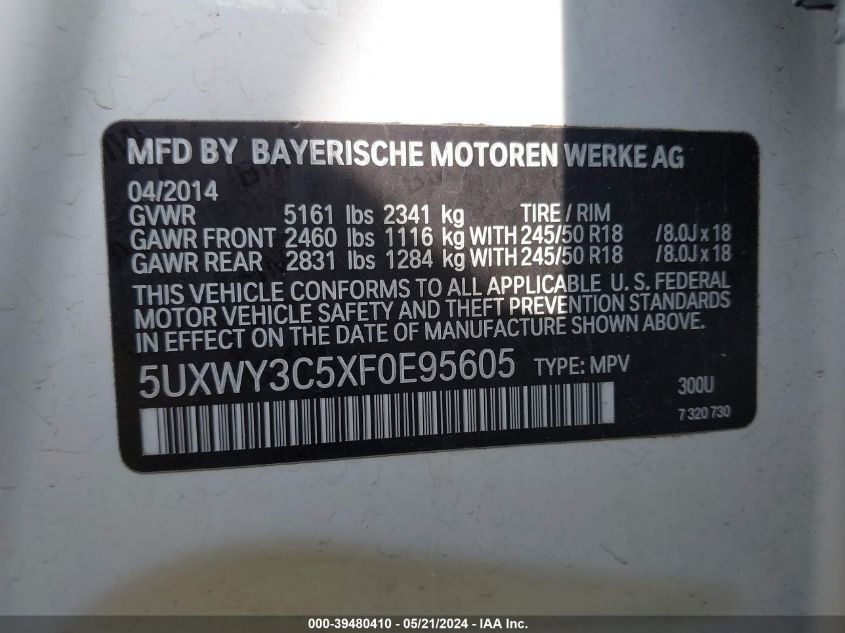 MFD BY BAYERISCHE MOTOREN WERKE AG
04/2014
GVWR 5161 lbs 2341 kg TIRE / RIM
GAWR FRONT 2460 lbs 1116 kg WITH 245/50 R18 /8.0J x 18
GAWR REAR 2831 lbs 1284 kg WITH 245/50 R18 /8.0J x 18
THIS VEHICLE CONFORMS TO ALL APPLICABLE U. S. FEDERAL
MOTOR VEHICLE SAFETY AND THEFT PREVENTION STANDARDS
IN EFFECT ON THE DATE OF MANUFACTURE SHOWN ABOVE.
5UXWY3C5XF0E95605 TYPE: MPV
300U
7 320 730
000-39480410 | 05/21/2024 - IAA Inc.